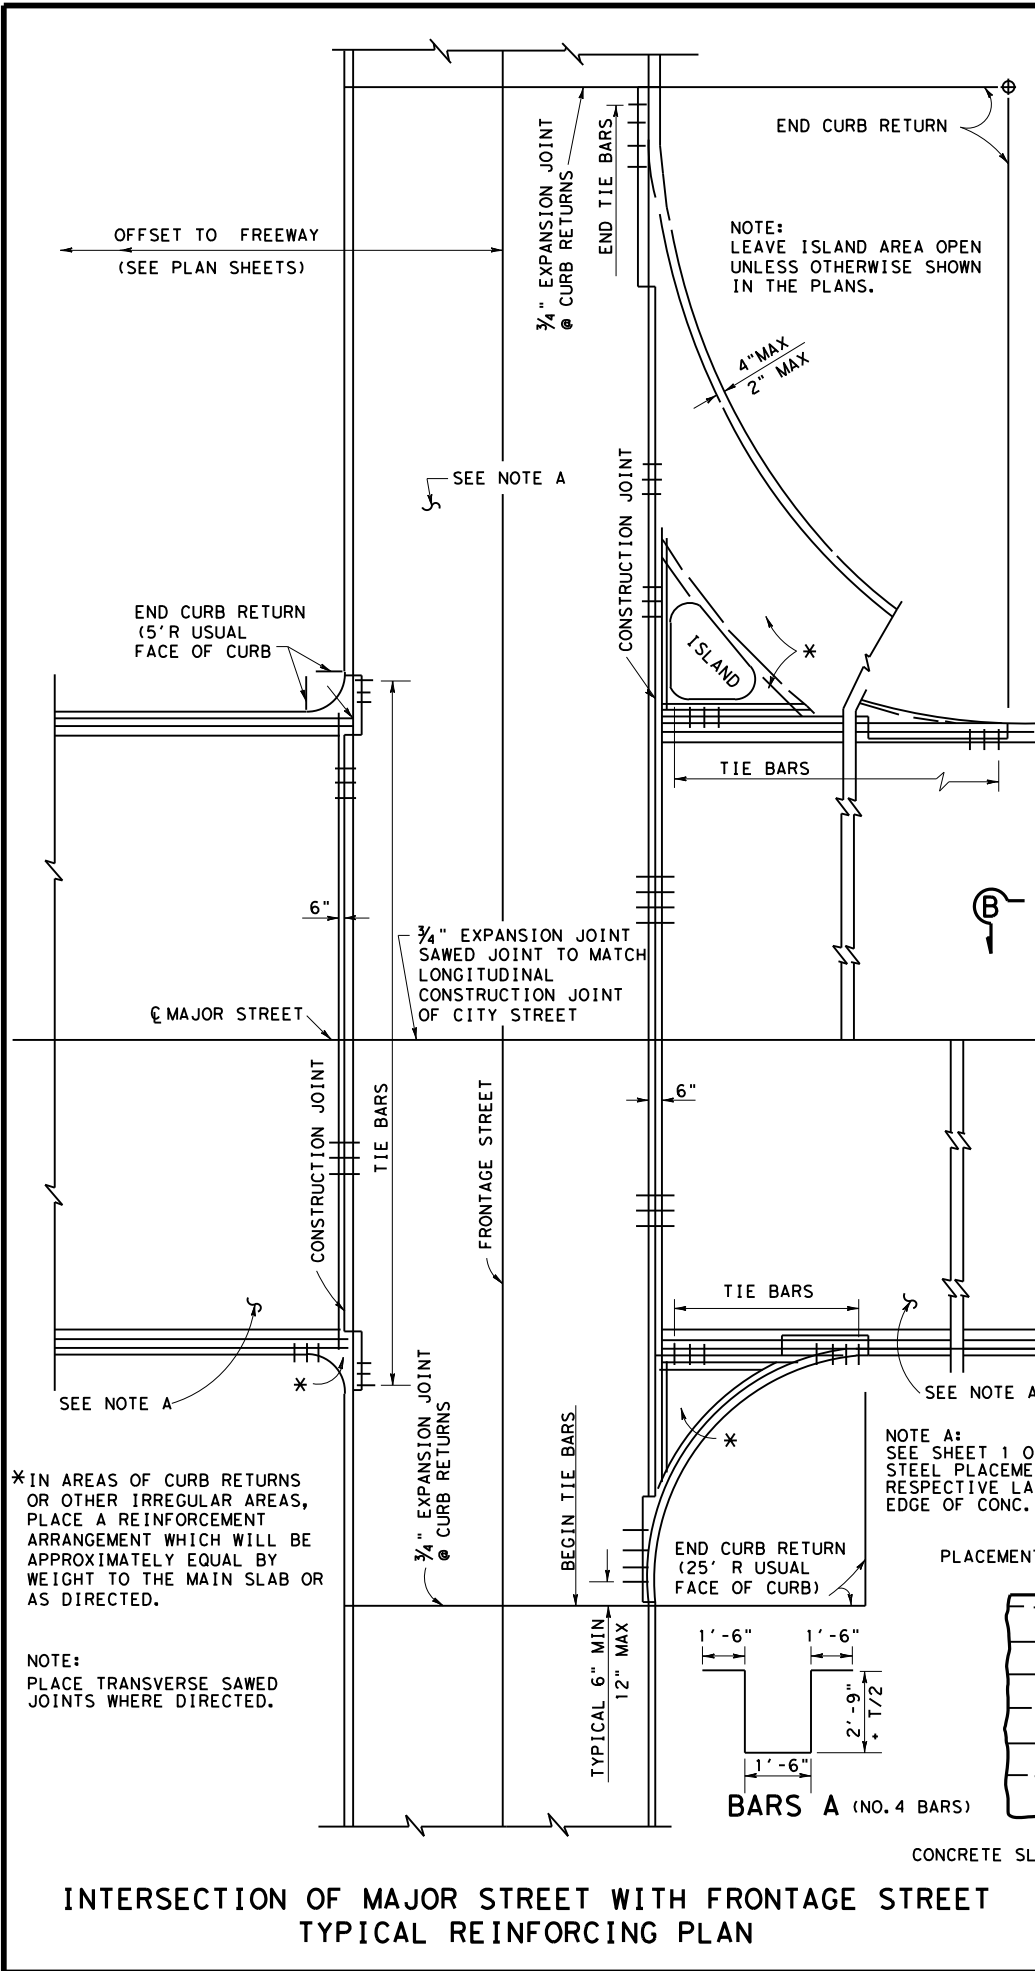 END CURB RETURN
3/4" EXPANSION JOINT
@ CURB RETURNS
END TIE BARS
OFFSET TO FREEWAY
(SEE PLAN SHEETS)
NOTE:
LEAVE ISLAND AREA OPEN
UNLESS OTHERWISE SHOWN
IN THE PLANS.
4"MAX
2" MAX
SEE NOTE A
CONSTRUCTION JOINT
END CURB RETURN
(5'R USUAL
FACE OF CURB
ISLAND
*
TIE BARS
6"
B
3/4" EXPANSION JOINT
SAWED JOINT TO MATCH
LONGITUDINAL
CONSTRUCTION JOINT
OF CITY STREET
℄ MAJOR STREET
CONSTRUCTION JOINT
TIE BARS
FRONTAGE STREET
6"
TIE BARS
SEE NOTE A
*
3/4" EXPANSION JOINT
@ CURB RETURNS
BEGIN TIE BARS
*
SEE NOTE A
NOTE A:
SEE SHEET 1 O
STEEL PLACEME
RESPECTIVE LA
EDGE OF CONC.
*IN AREAS OF CURB RETURNS
OR OTHER IRREGULAR AREAS,
PLACE A REINFORCEMENT
ARRANGEMENT WHICH WILL BE
APPROXIMATELY EQUAL BY
WEIGHT TO THE MAIN SLAB OR
AS DIRECTED.
END CURB RETURN
(25' R USUAL
FACE OF CURB)
PLACEMENT
NOTE:
PLACE TRANSVERSE SAWED
JOINTS WHERE DIRECTED.
TYPICAL 6" MIN
12" MAX
1'-6"
1'-6"
2'-9"
+ T/2
1'-6"
BARS A (NO.4 BARS)
CONCRETE SL
INTERSECTION OF MAJOR STREET WITH FRONTAGE STREET
TYPICAL REINFORCING PLAN